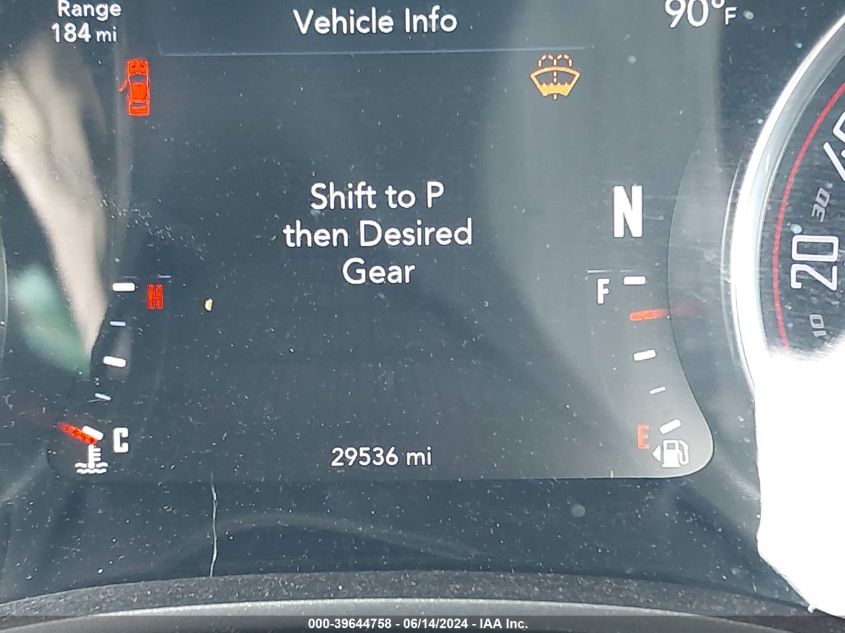 Range
184 mi
Vehicle Info
90°F
Shift to P
then Desired
Gear
N
H
F
C
E
29536 mi
30
20
10
000-39644758 - 06/14/2024 - IAA Inc.